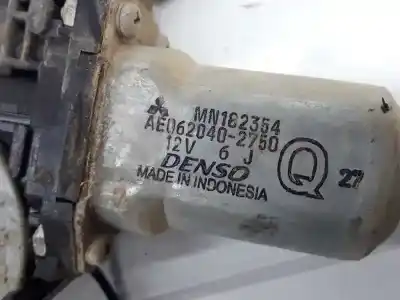 MN182354
AE062040-2750
12V 6 J
DENSO
MADE IN INDONESIA
Q 27